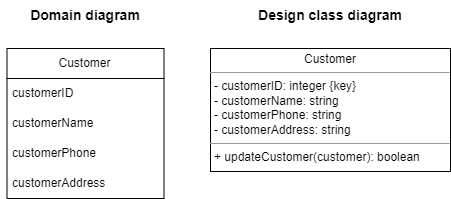 Domain diagram
Customer
customerID
customerName
customerPhone
customerAddress
Design class diagram
Customer
- customerID: integer {key}
- customerName: string
- customerPhone: string
- customerAddress: string
+ updateCustomer(customer): boolean